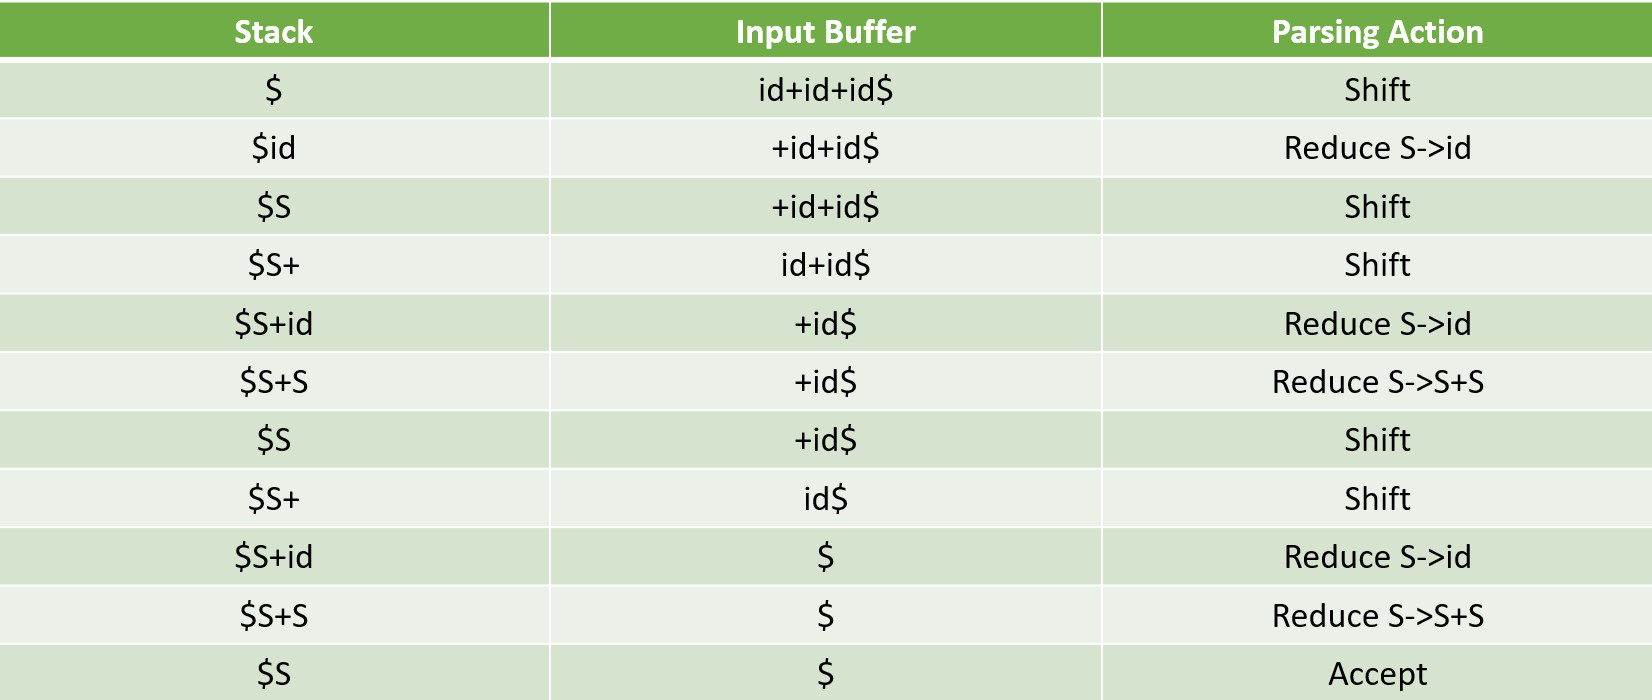 Stack Input Buffer Parsing Action
$ id+id+id$ Shift
$id +id+id$ Reduce S->id
$S +id+id$ Shift
$S+ id+id$ Shift
$S+id +id$ Reduce S->id
$S+S +id$ Reduce S->S+S
$S +id$ Shift
$S+ id$ Shift
$S+id $ Reduce S->id
$S+S $ Reduce S->S+S
$S $ Accept